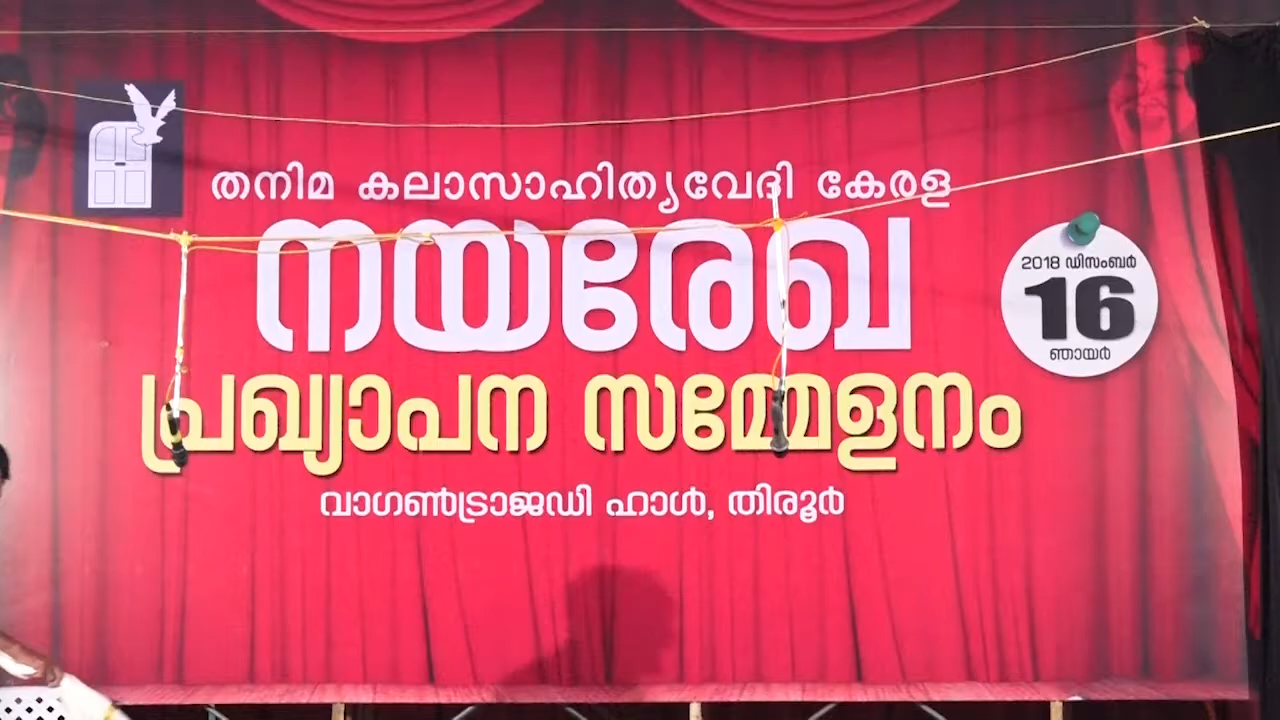 തനിമ കലാസാഹിത്യവേദി കേരള
നയരേഖ
2018 ഡിസംബർ
16
ഞായർ
പ്രഖ്യാപന സമ്മേളനം
വാഗൺട്രാജഡി ഹാൾ, തിരൂർ